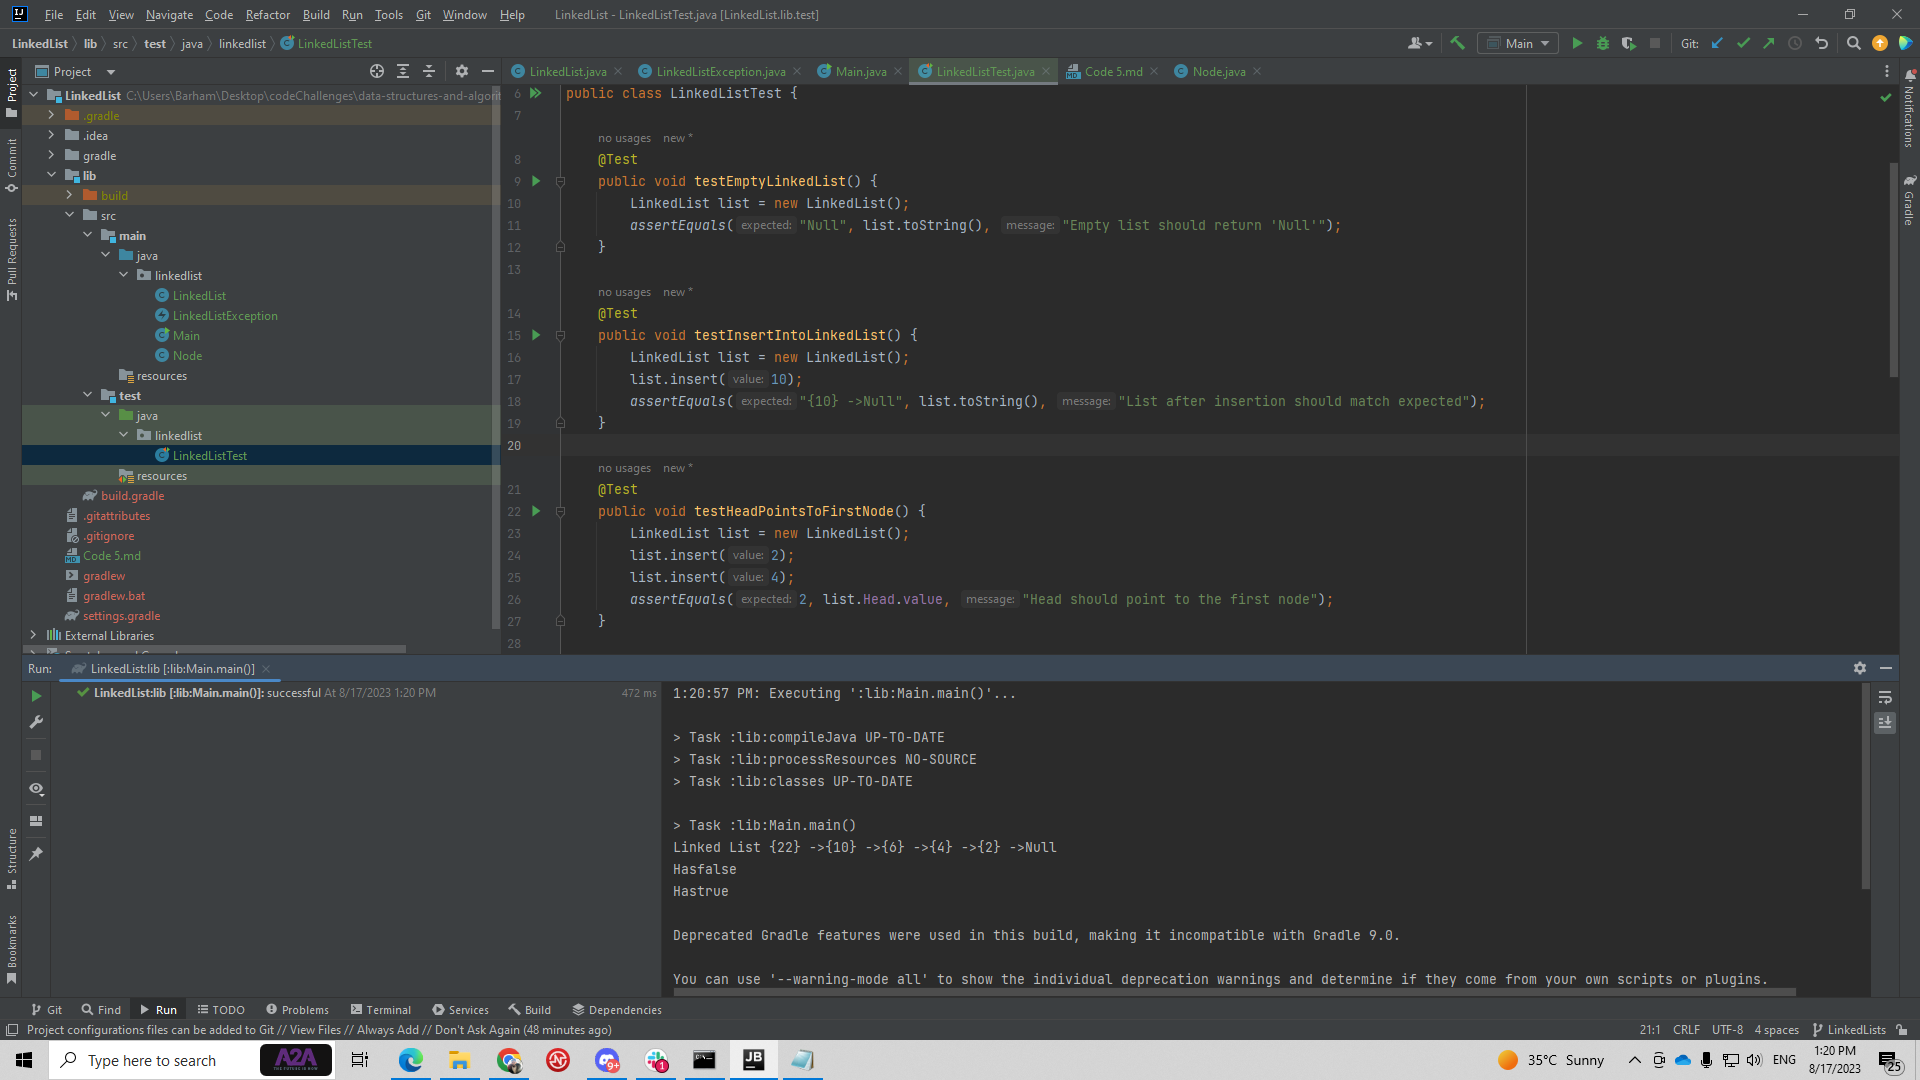 File Edit View Navigate Code Refactor Build Run Tools Git Window Help LinkedList - LinkedListTest.java [LinkedList.lib.test]
LinkedList lib src test java linkedlist LinkedListTest Main Git:
Project
LinkedList.java LinkedListException.java Main.java LinkedListTest.java Code 5.md Node.java
Project
Commit
Pull Requests
Structure
Bookmarks
Notifications
Gradle
LinkedList C:\Users\Barham\Desktop\codeChallenges\data-structures-and-algorit
.gradle
.idea
gradle
lib
build
src
main
java
linkedlist
LinkedList
LinkedListException
Main
Node
resources
test
java
linkedlist
LinkedListTest
resources
build.gradle
.gitattributes
.gitignore
Code 5.md
gradlew
gradlew.bat
settings.gradle
External Libraries
6 public class LinkedListTest {
7
no usages new *
8 @Test
9 public void testEmptyLinkedList() {
10 LinkedList list = new LinkedList();
11 assertEquals( expected: "Null", list.toString(), message: "Empty list should return 'Null'");
12 }
13
no usages new *
14 @Test
15 public void testInsertIntoLinkedList() {
16 LinkedList list = new LinkedList();
17 list.insert( value: 10);
18 assertEquals( expected: "{10} ->Null", list.toString(), message: "List after insertion should match expected");
19 }
20
no usages new *
21 @Test
22 public void testHeadPointsToFirstNode() {
23 LinkedList list = new LinkedList();
24 list.insert( value: 2);
25 list.insert( value: 4);
26 assertEquals( expected: 2, list.Head.value, message: "Head should point to the first node");
27 }
28
Run: LinkedList:lib [:lib:Main.main()]
LinkedList:lib [:lib:Main.main()]: successful At 8/17/2023 1:20 PM 472 ms
1:20:57 PM: Executing ':lib:Main.main()'...
> Task :lib:compileJava UP-TO-DATE
> Task :lib:processResources NO-SOURCE
> Task :lib:classes UP-TO-DATE
> Task :lib:Main.main()
Linked List {22} ->{10} ->{6} ->{4} ->{2} ->Null
Hasfalse
Hastrue
Deprecated Gradle features were used in this build, making it incompatible with Gradle 9.0.
You can use '--warning-mode all' to show the individual deprecation warnings and determine if they come from your own scripts or plugins.
Git Find Run TODO Problems Terminal Services Build Dependencies
Project configurations files can be added to Git // View Files // Always Add // Don't Ask Again (48 minutes ago) 21:1 CRLF UTF-8 4 spaces LinkedLists
Type here to search A2A 9+ 1 JB 35°C Sunny ENG 1:20 PM
8/17/2023 25